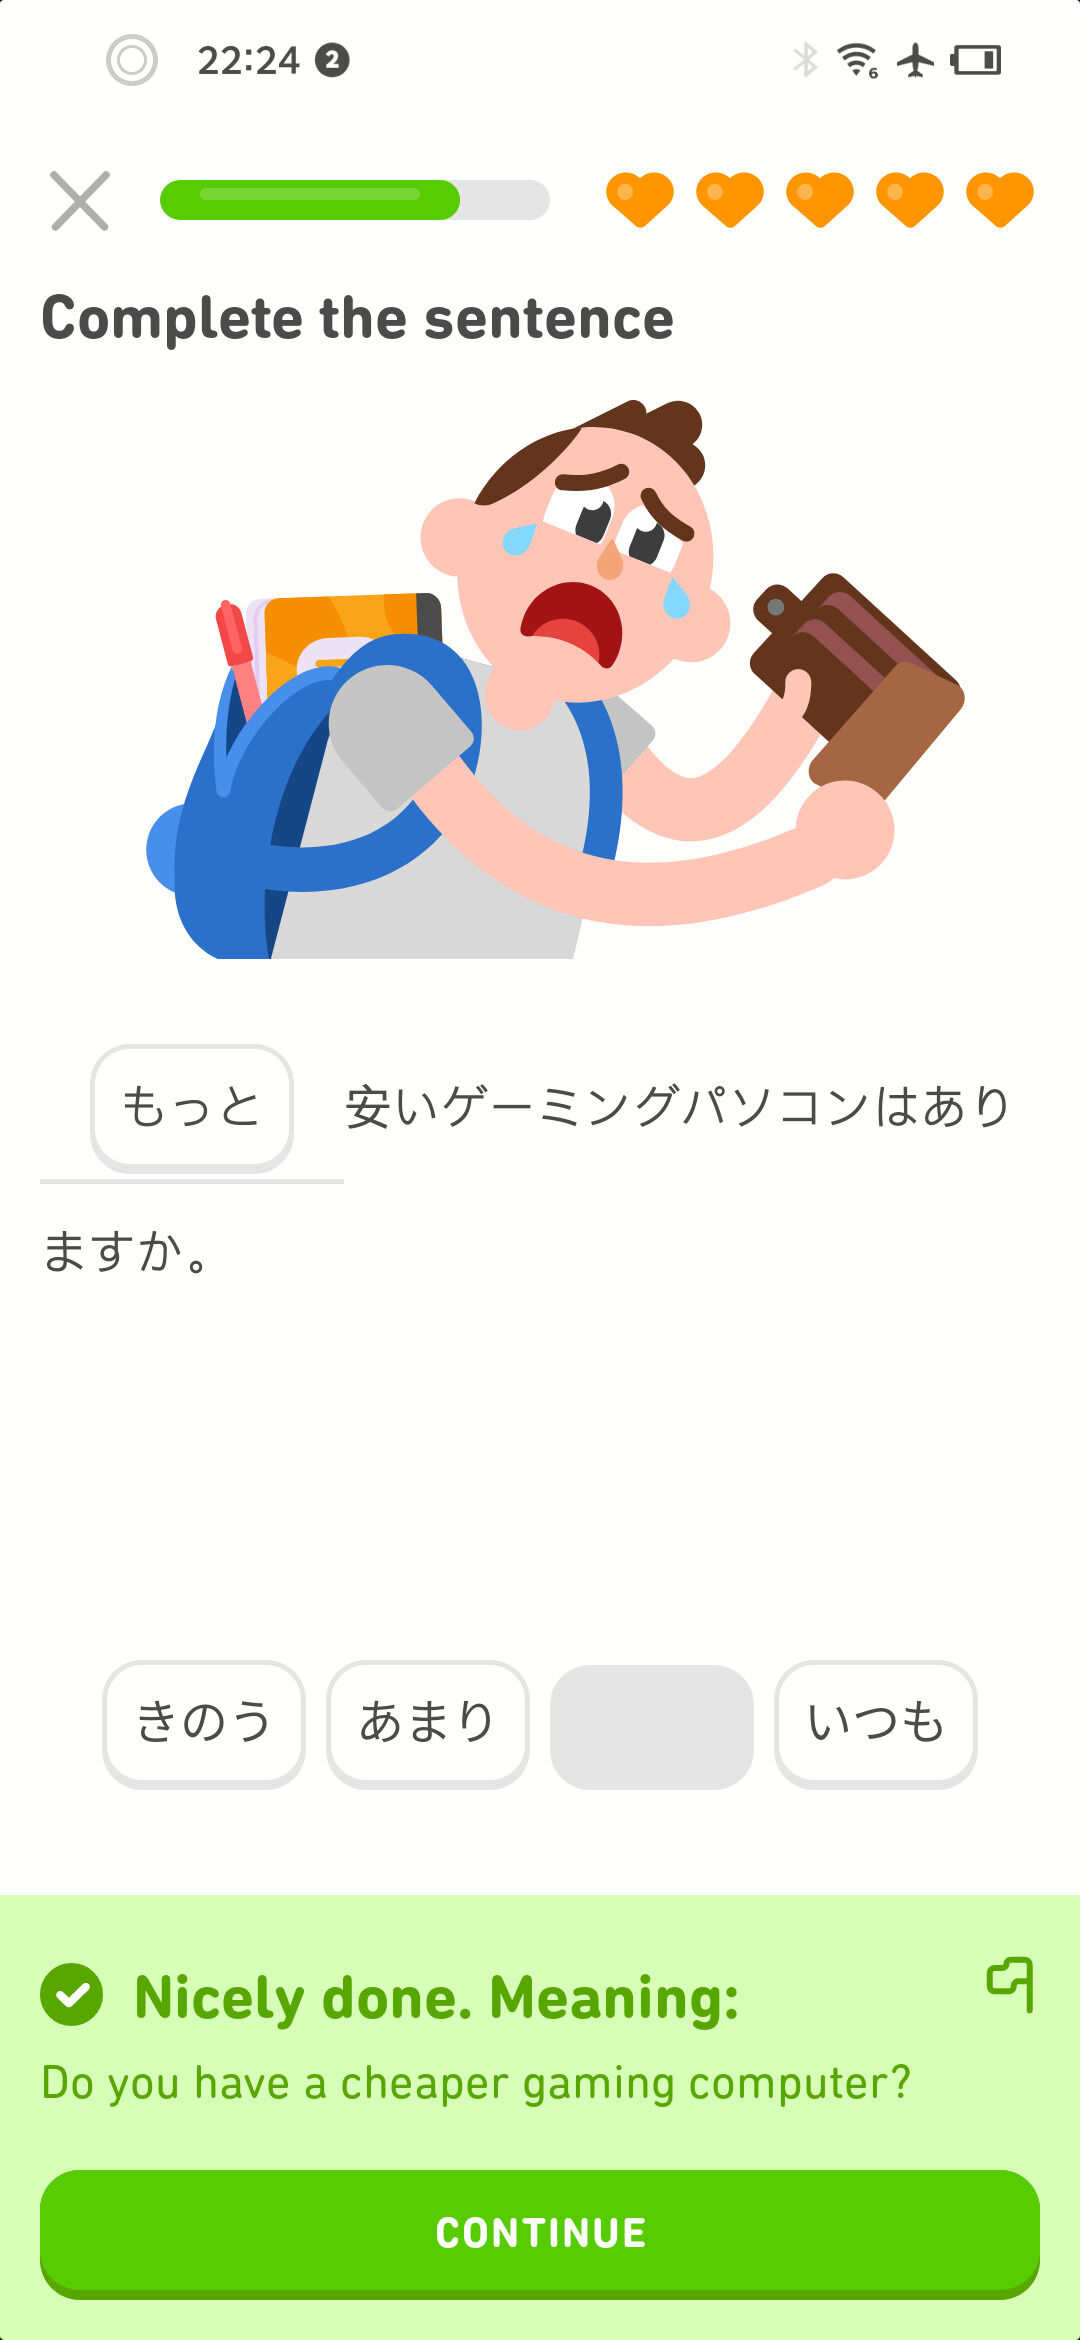 22:24 2
6
Complete the sentence
もっと 安いゲーミングパソコンはあり
ますか。
きのう あまり いつも
Nicely done. Meaning:
Do you have a cheaper gaming computer?
CONTINUE